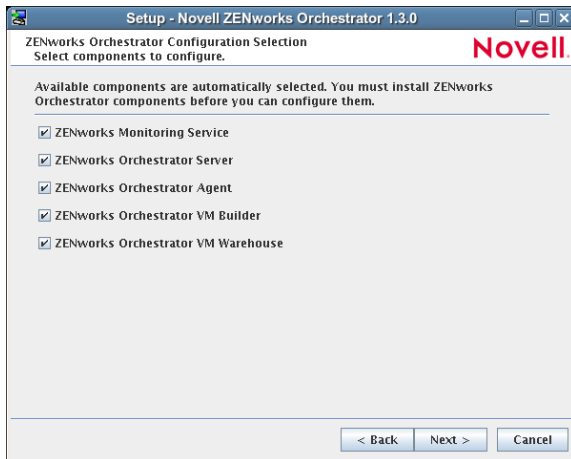 Setup - Novell ZENworks Orchestrator 1.3.0
ZENworks Orchestrator Configuration Selection
Select components to configure.
Novell.
Available components are automatically selected. You must install ZENworks
Orchestrator components before you can configure them.
ZENworks Monitoring Service
ZENworks Orchestrator Server
ZENworks Orchestrator Agent
ZENworks Orchestrator VM Builder
ZENworks Orchestrator VM Warehouse
< Back
Next >
Cancel